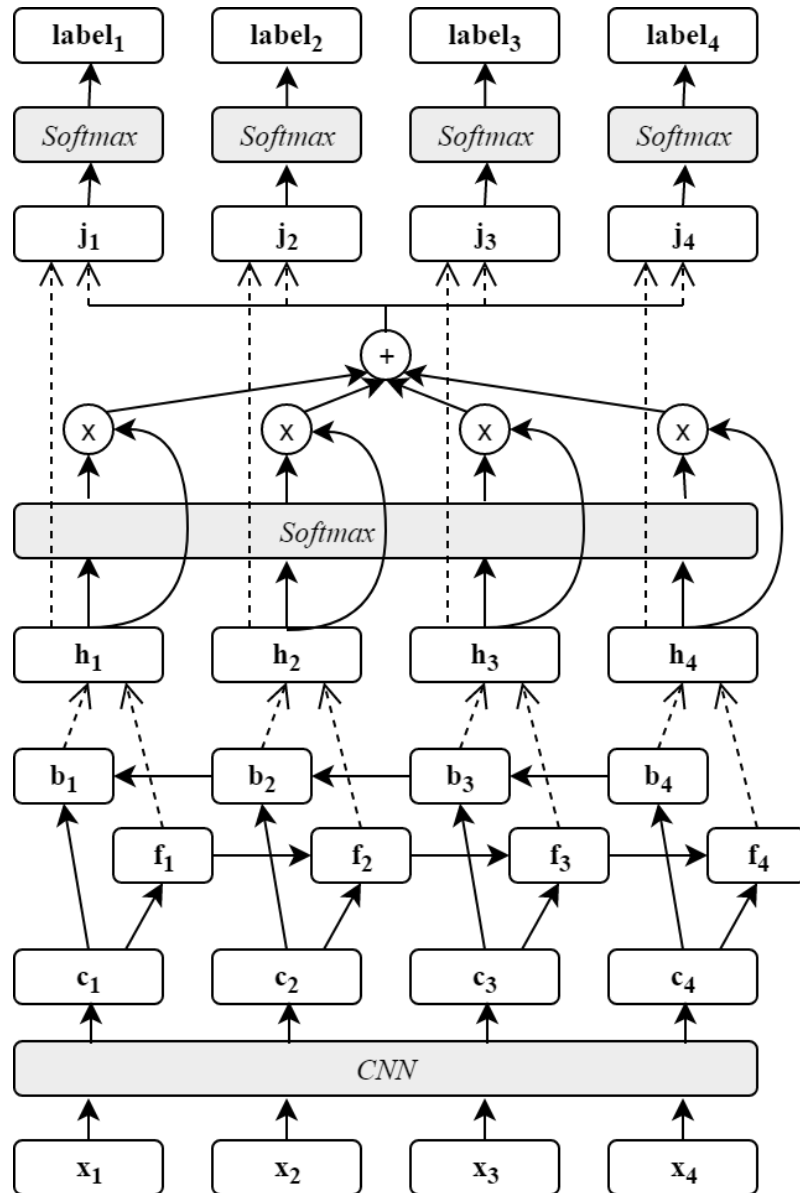 label₁ label₂ label₃ label₄
Softmax Softmax Softmax Softmax
j₁ j₂ j₃ j₄
+
x x x x
Softmax
h₁ h₂ h₃ h₄
b₁ b₂ b₃ b₄
f₁ f₂ f₃ f₄
c₁ c₂ c₃ c₄
CNN
x₁ x₂ x₃ x₄